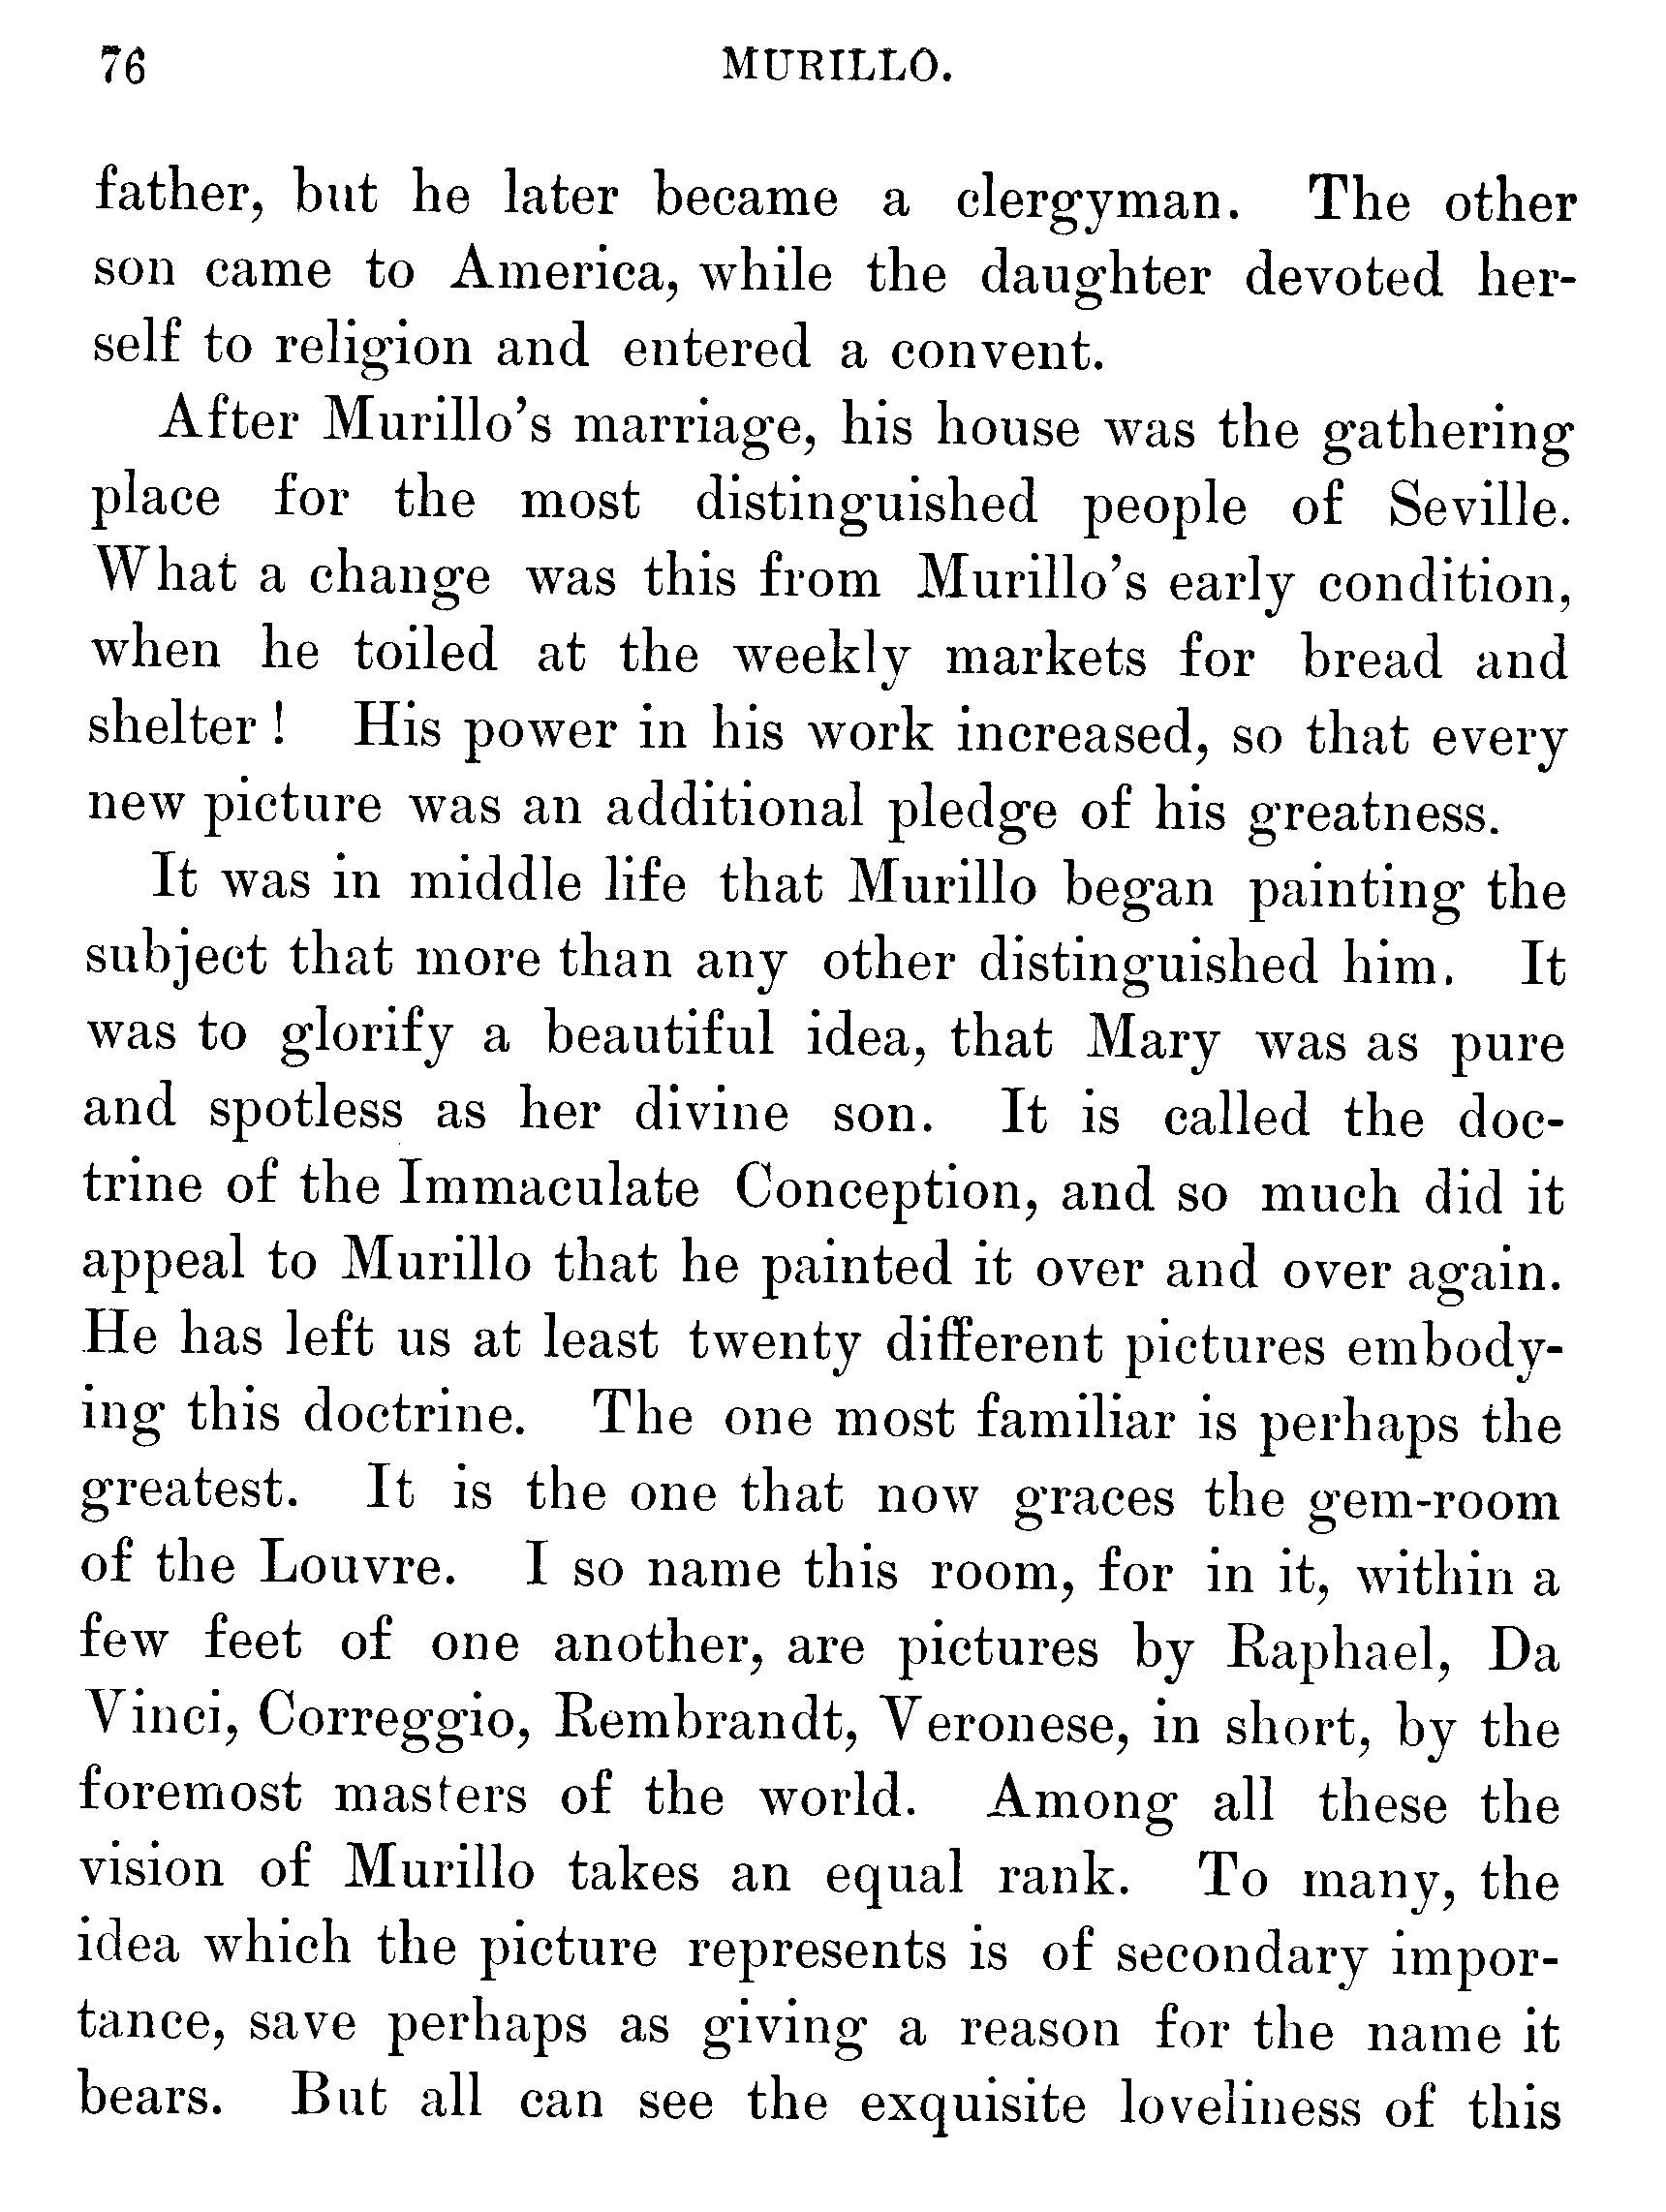 76 MURILLO.
father, but he later became a clergyman. The other
son came to America, while the daughter devoted her-
self to religion and entered a convent.
After Murillo's marriage, his house was the gathering
place for the most distinguished people of Seville.
What a change was this from Murillo's early condition,
when he toiled at the weekly markets for bread and
shelter! His power in his work increased, so that every
new picture was an additional pledge of his greatness.
It was in middle life that Murillo began painting the
subject that more than any other distinguished him. It
was to glorify a beautiful idea, that Mary was as pure
and spotless as her divine son. It is called the doc-
trine of the Immaculate Conception, and so much did it
appeal to Murillo that he painted it over and over again.
He has left us at least twenty different pictures embody-
ing this doctrine. The one most familiar is perhaps the
greatest. It is the one that now graces the gem-room
of the Louvre. I so name this room, for in it, within a
few feet of one another, are pictures by Raphael, Da
Vinci, Correggio, Rembrandt, Veronese, in short, by the
foremost masters of the world. Among all these the
vision of Murillo takes an equal rank. To many, the
idea which the picture represents is of secondary impor-
tance, save perhaps as giving a reason for the name it
bears. But all can see the exquisite loveliness of this